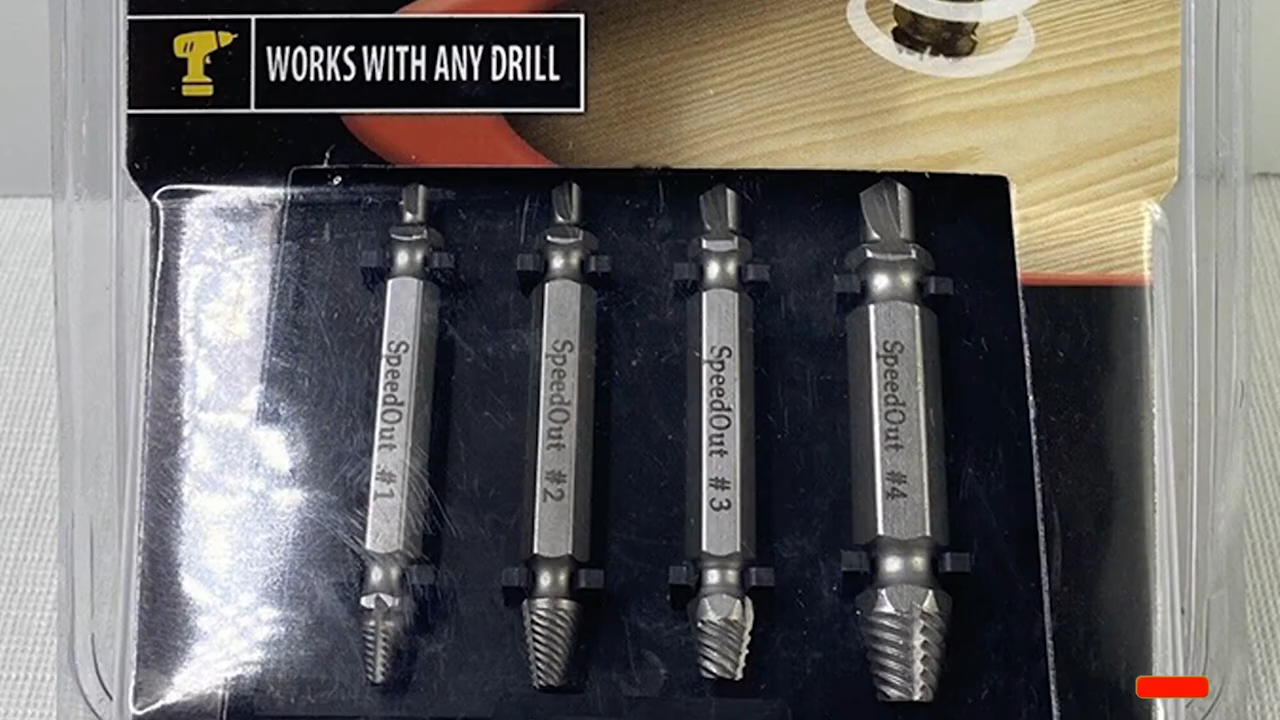 WORKS WITH ANY DRILL
SpeedOut #1
SpeedOut #2
SpeedOut #3
SpeedOut #4